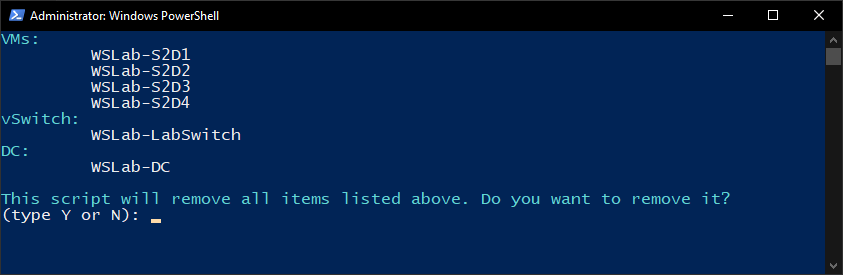 Administrator: Windows PowerShell
VMs:
WSLab-S2D1
WSLab-S2D2
WSLab-S2D3
WSLab-S2D4
vSwitch:
WSLab-LabSwitch
DC:
WSLab-DC
This script will remove all items listed above. Do you want to remove it?
(type Y or N):